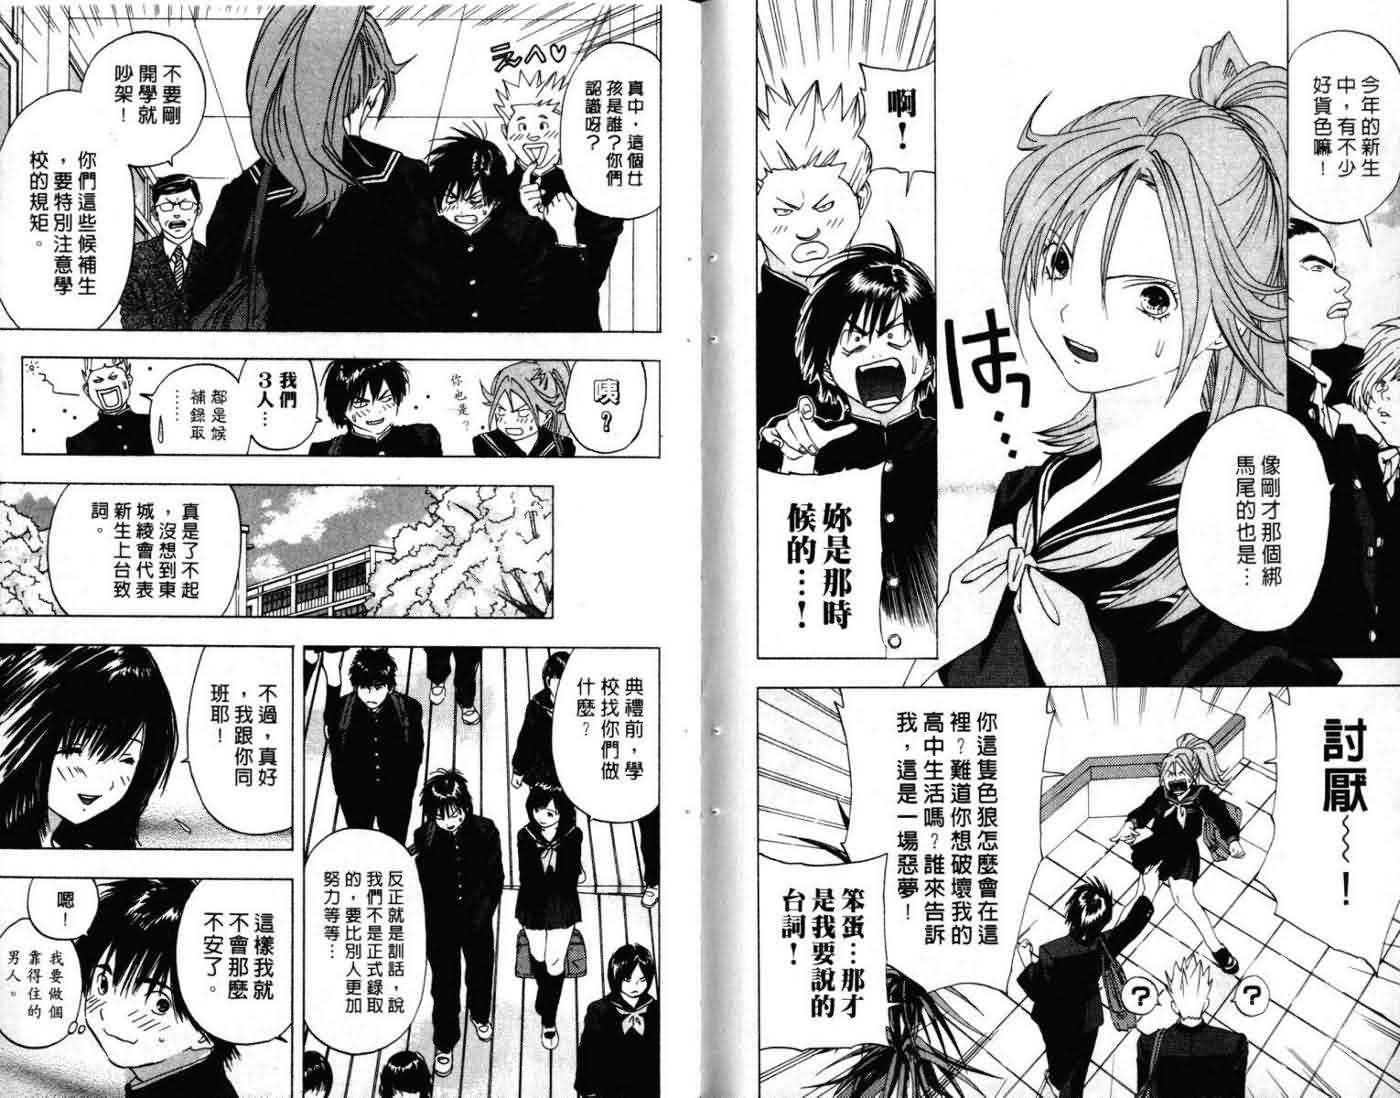 今年的新生
中，有不少
好貨色嘛！
像剛才那個綁
馬尾的也是…
はっ…
啊！
妳是那時
候的…！
討厭～！
你這隻色狼怎麼會在這
裡？難道你想破壞我的
高中生活嗎？誰來告訴
我，這是一場惡夢！
？
？
笨蛋…那才
是我要說的
台詞！
真中，這個女
孩是誰？你們
認識呀？
えへ♡
不要剛
開學就
吵架！
你們這些候補生
，要特別注意學
校的規矩。
咦？
你也是？
我們
3人…
都是候
補錄取
……
真是了不起
，沒想到東
城綾會代表
新生上台致
詞。
典禮前，學
校找你們做
什麼？
反正就是訓話，說
我們不是正式錄取
的，要比別人更加
努力等等…
不過，真好
，我跟你同
班耶！
這樣我就
不會那麼
不安了。
嗯！
我要做個
靠得住的
男人。